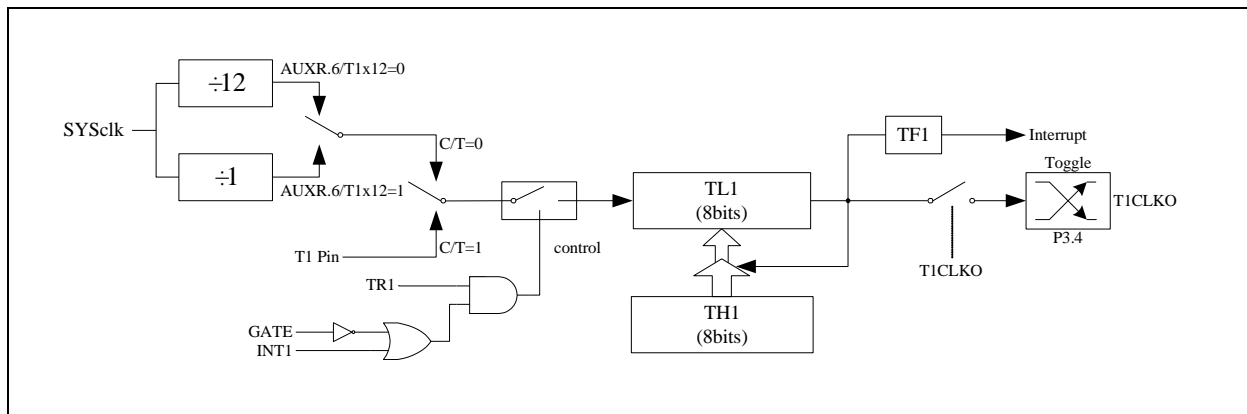 ÷12
AUXR.6/T1x12=0
SYSclk
÷1
AUXR.6/T1x12=1
C/T=0
C/T=1
T1 Pin
control
TR1
GATE
INT1
TL1
(8bits)
TH1
(8bits)
TF1
Interrupt
Toggle
T1CLKO
P3.4
T1CLKO